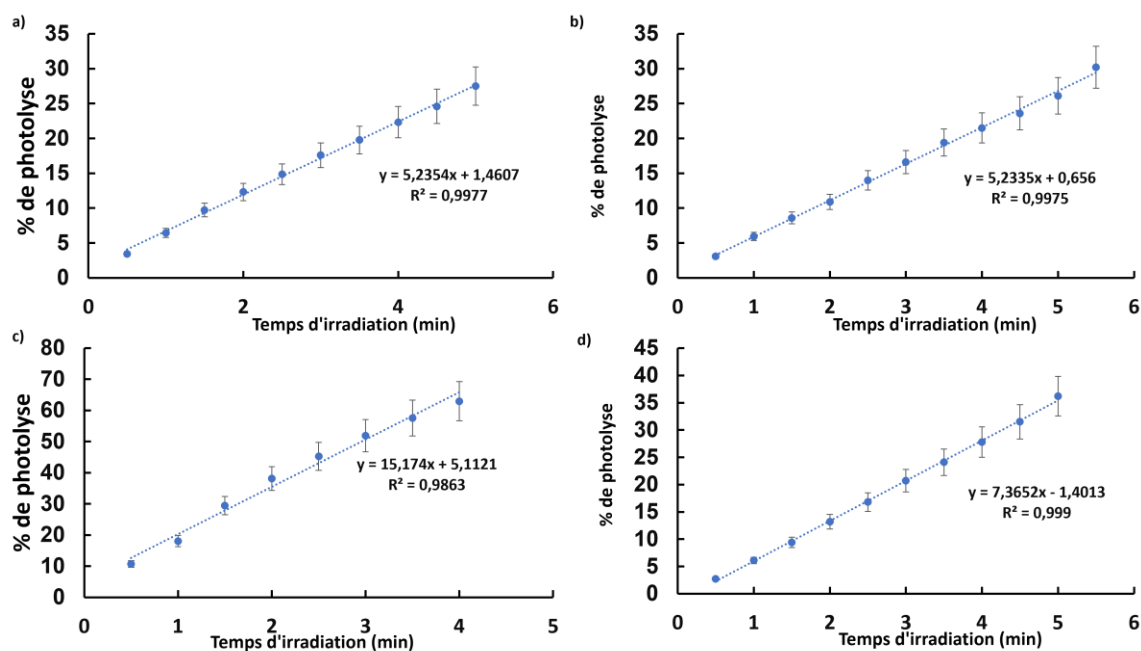 a)
% de photolyse
35
30
25
20
15
10
5
0
y = 5,2354x + 1,4607
R² = 0,9977
0 2 4 6
Temps d'irradiation (min)
b)
% de photolyse
35
30
25
20
15
10
5
0
y = 5,2335x + 0,656
R² = 0,9975
0 1 2 3 4 5 6
Temps d'irradiation (min)
c)
% de photolyse
80
70
60
50
40
30
20
10
0
y = 15,174x + 5,1121
R² = 0,9863
0 1 2 3 4 5
Temps d'irradiation (min)
d)
% de photolyse
45
40
35
30
25
20
15
10
5
0
y = 7,3652x - 1,4013
R² = 0,999
0 1 2 3 4 5 6
Temps d'irradiation (min)